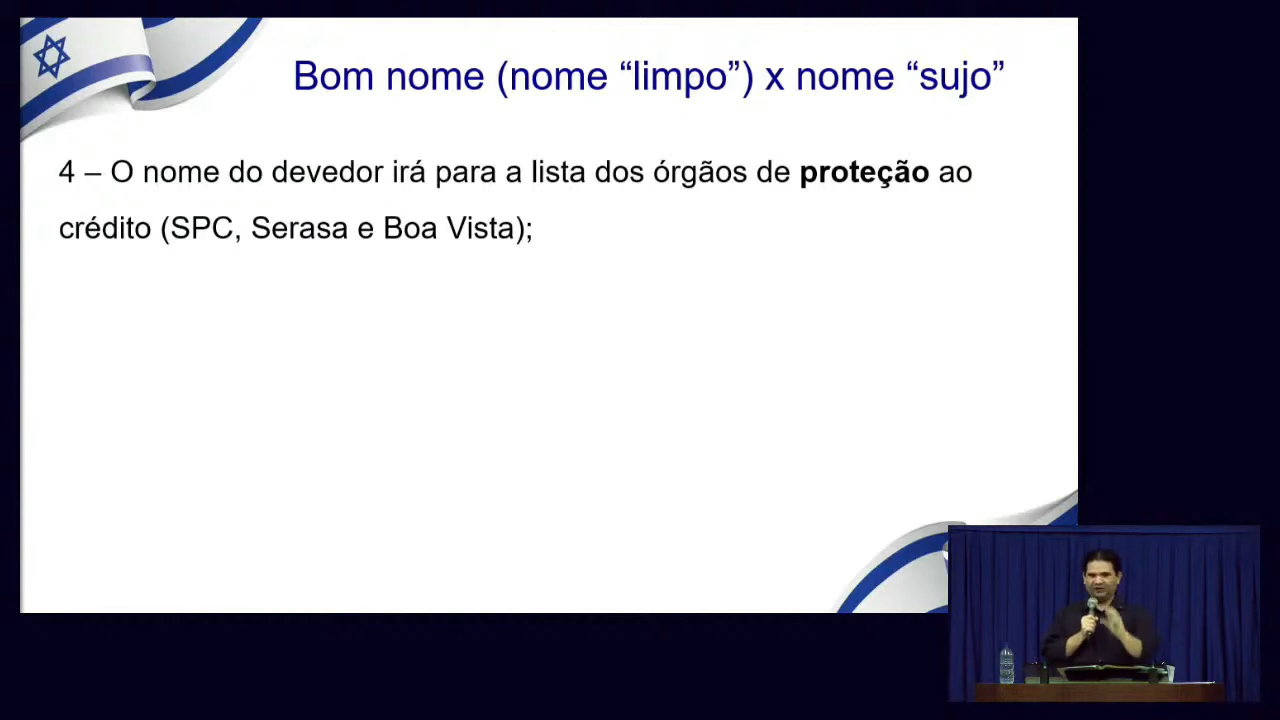 Bom nome (nome “limpo”) x nome “sujo”
4 – O nome do devedor irá para a lista dos órgãos de proteção ao
crédito (SPC, Serasa e Boa Vista);